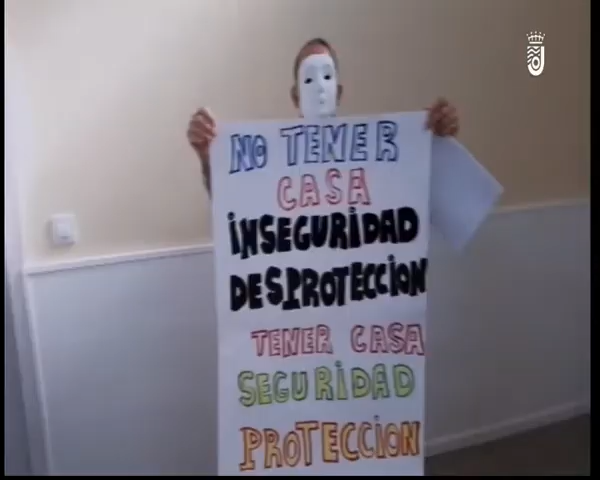 NO TENER
CASA
INSEGURIDAD
DESPROTECCION
TENER CASA
SEGURIDAD
PROTECCION